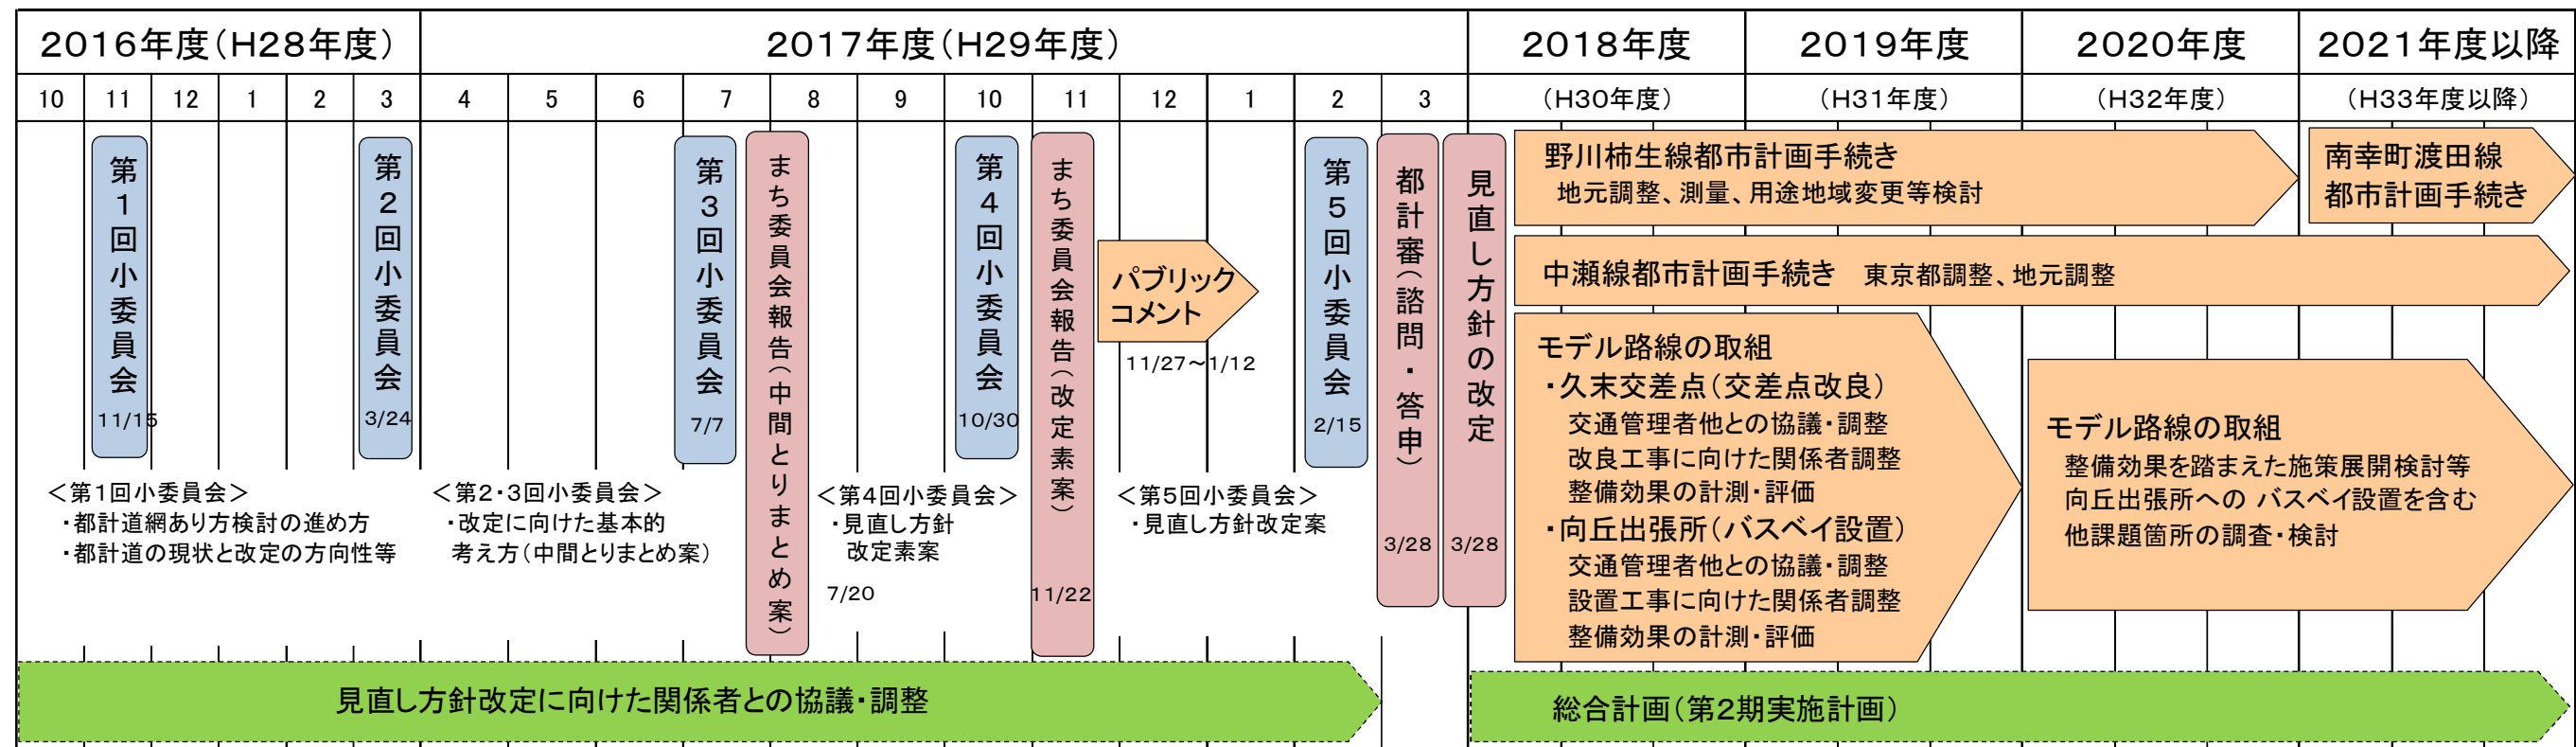 2016年度(H28年度)
2017年度(H29年度)
2018年度
2019年度
2020年度
2021年度以降
10 11 12 1 2 3 4 5 6 7 8 9 10 11 12 1 2 3
(H30年度)
(H31年度)
(H32年度)
(H33年度以降)
第1回小委員会
11/15
第2回小委員会
3/24
第3回小委員会
7/7
まち委員会報告(中間とりまとめ案)
7/20
第4回小委員会
10/30
まち委員会報告(改定素案)
11/22
パブリック
コメント
11/27～1/12
第5回小委員会
2/15
都計審(諮問・答申)
3/28
見直し方針の改定
3/28
＜第1回小委員会＞
・都計道網あり方検討の進め方
・都計道の現状と改定の方向性等
＜第2・3回小委員会＞
・改定に向けた基本的
考え方(中間とりまとめ案)
＜第4回小委員会＞
・見直し方針
改定素案
＜第5回小委員会＞
・見直し方針改定案
野川柿生線都市計画手続き
地元調整、測量、用途地域変更等検討
南幸町渡田線
都市計画手続き
中瀬線都市計画手続き 東京都調整、地元調整
モデル路線の取組
・久末交差点(交差点改良)
交通管理者他との協議・調整
改良工事に向けた関係者調整
整備効果の計測・評価
・向丘出張所(バスベイ設置)
交通管理者他との協議・調整
設置工事に向けた関係者調整
整備効果の計測・評価
モデル路線の取組
整備効果を踏まえた施策展開検討等
向丘出張所への バスベイ設置を含む
他課題箇所の調査・検討
見直し方針改定に向けた関係者との協議・調整
総合計画(第2期実施計画)